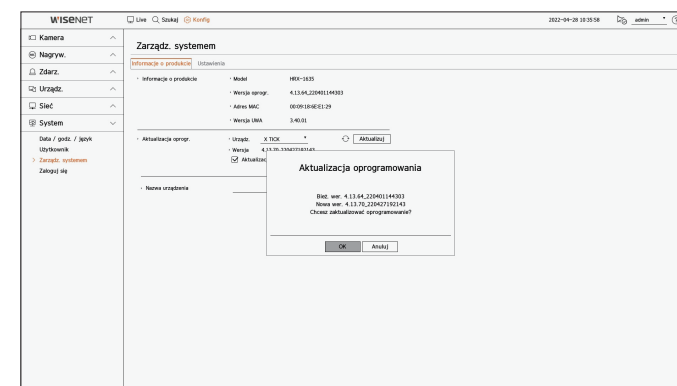 WISENET
Live Szukaj Konfig
2022-04-28 10:35:58
admin
Kamera
Nagryw.
Zdarz.
Urządz.
Sieć
System
Data / godz. / język
Użytkownik
Zarządz. systemem
Zaloguj się
Zarządz. systemem
Informacje o produkcie Ustawienia
Informacje o produkcie
Model HRX-1635
Wersja oprogr. 4.13.64_220401144303
Adres MAC 00:09:18:6E:E1:29
Wersja UWA 3.40.01
Aktualizacja oprogr.
Urządz. X TICK Aktualizuj
Wersja 4.13.70_220427192143
Aktualizac
Nazwa urządzenia
Aktualizacja oprogramowania
Bież. wer. 4.13.64_220401144303
Nowa wer. 4.13.70_220427192143
Chcesz zaktualizować oprogramowanie?
OK Anuluj